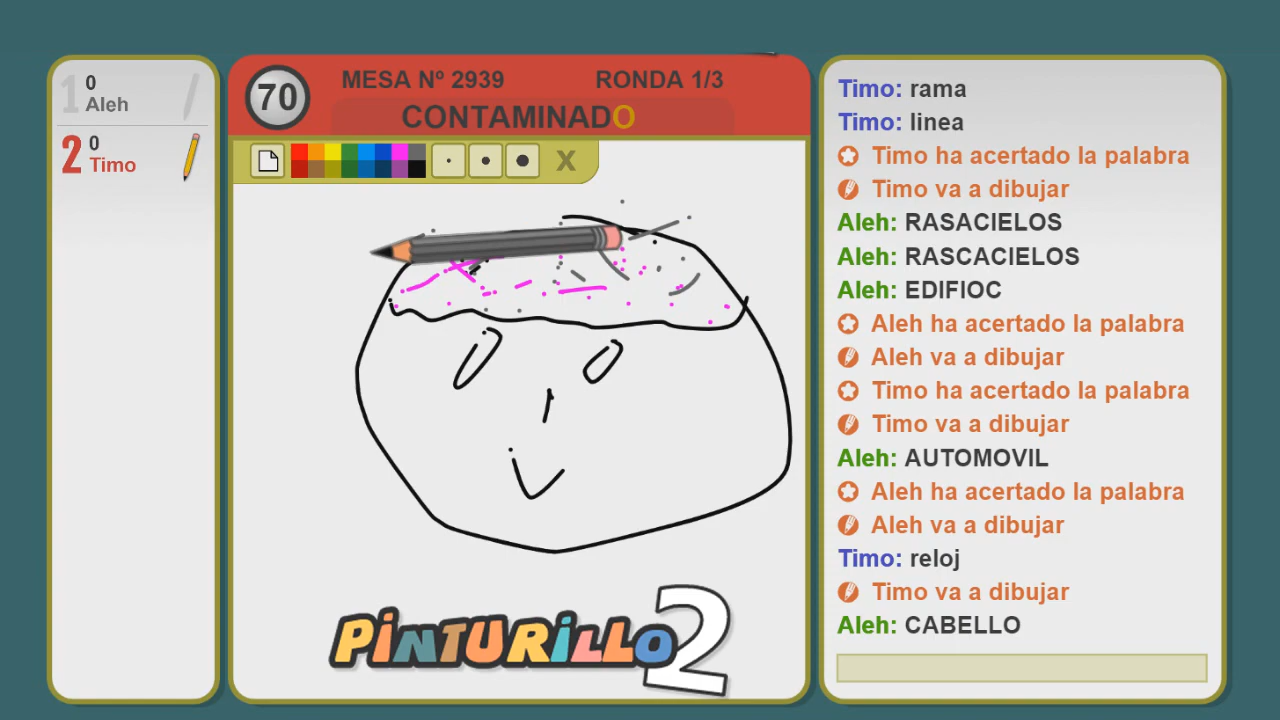 1
0
Aleh
2
0
Timo
70
MESA Nº 2939
RONDA 1/3
CONTAMINADO
X
PINTURILLO 2
Timo: rama
Timo: linea
Timo ha acertado la palabra
Timo va a dibujar
Aleh: RASACIELOS
Aleh: RASCACIELOS
Aleh: EDIFIOC
Aleh ha acertado la palabra
Aleh va a dibujar
Timo ha acertado la palabra
Timo va a dibujar
Aleh: AUTOMOVIL
Aleh ha acertado la palabra
Aleh va a dibujar
Timo: reloj
Timo va a dibujar
Aleh: CABELLO